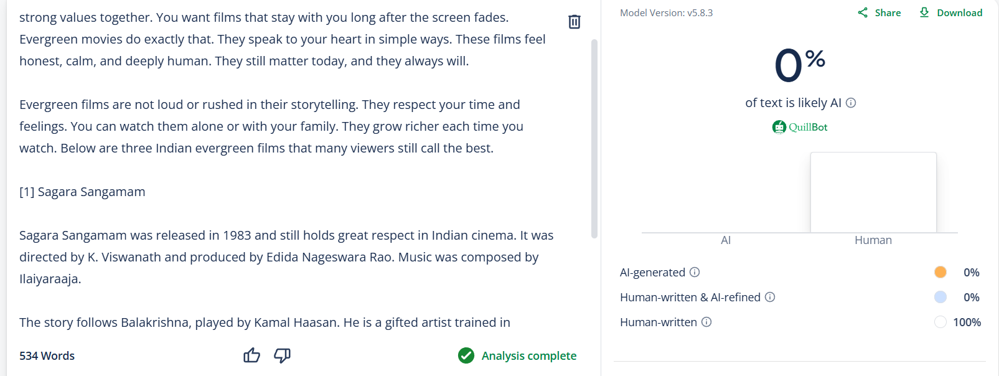 strong values together. You want films that stay with you long after the screen fades.
Evergreen movies do exactly that. They speak to your heart in simple ways. These films feel
honest, calm, and deeply human. They still matter today, and they always will.
Evergreen films are not loud or rushed in their storytelling. They respect your time and
feelings. You can watch them alone or with your family. They grow richer each time you
watch. Below are three Indian evergreen films that many viewers still call the best.
[1] Sagara Sangamam
Sagara Sangamam was released in 1983 and still holds great respect in Indian cinema. It was
directed by K. Viswanath and produced by Edida Nageswara Rao. Music was composed by
Ilaiyaraaja.
The story follows Balakrishna, played by Kamal Haasan. He is a gifted artist trained in
534 Words
Analysis complete
Model Version: v5.8.3
Share
Download
0%
of text is likely AI
QuillBot
AI
Human
AI-generated 0%
Human-written & AI-refined 0%
Human-written 100%